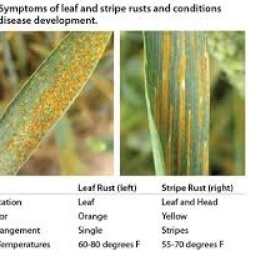 Symptoms of leaf and stripe rusts and conditions
disease development.
Leaf Rust (left) Stripe Rust (right)
cation Leaf Leaf and Head
or Orange Yellow
angement Single Stripes
Temperatures 60-80 degrees F 55-70 degrees F